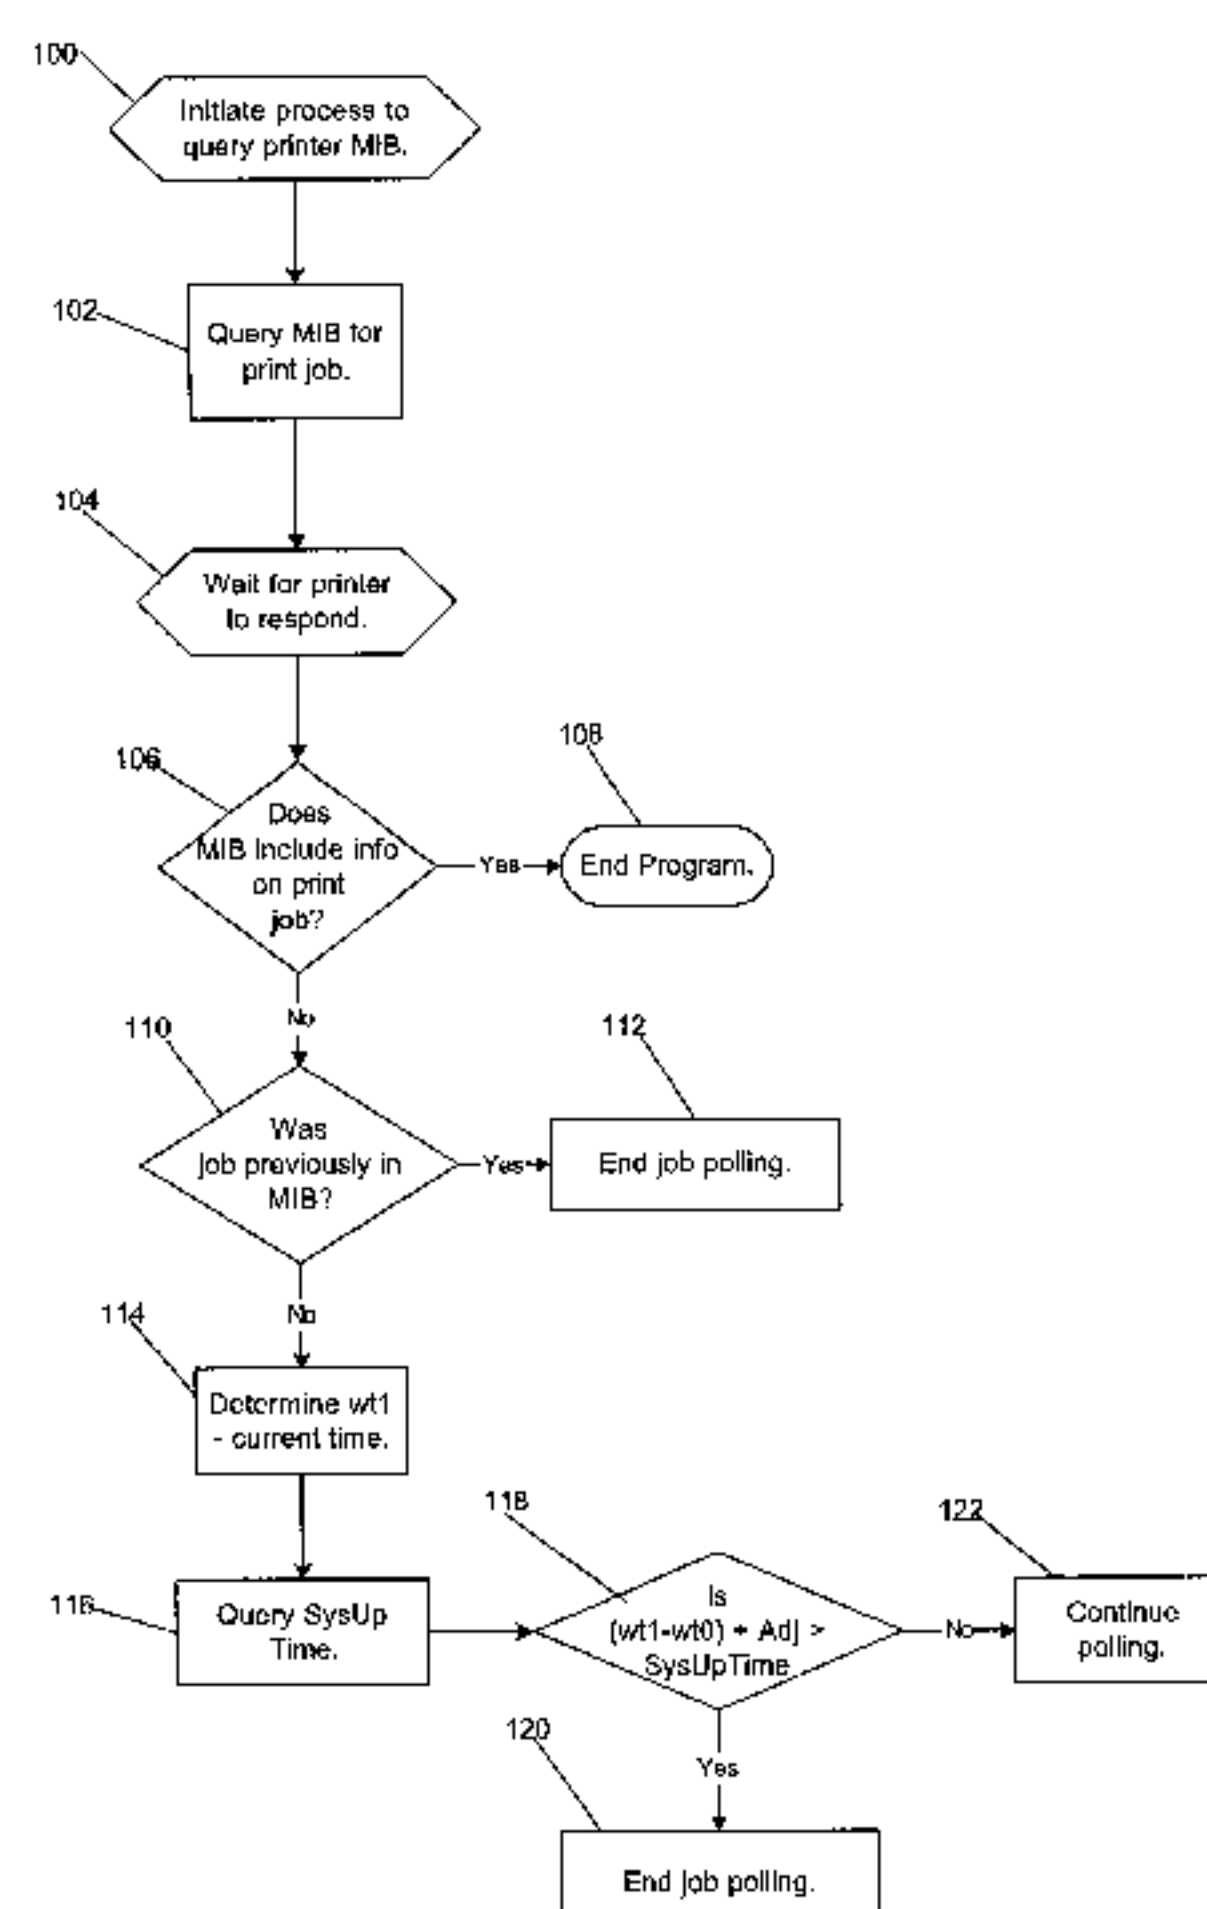 100
Initiate process to
query printer MIB.
102
Query MIB for
print job.
104
Wait for printer
to respond.
106
Does
MIB include info
on print
job?
Yes
108
End Program.
No
110
Was
job previously in
MIB?
Yes
112
End job polling.
No
114
Determine wt1
- current time.
116
Query SysUp
Time.
118
Is
(wt1-wt0) + Adj >
SysUpTime
No
122
Continue
polling.
Yes
120
End job polling.